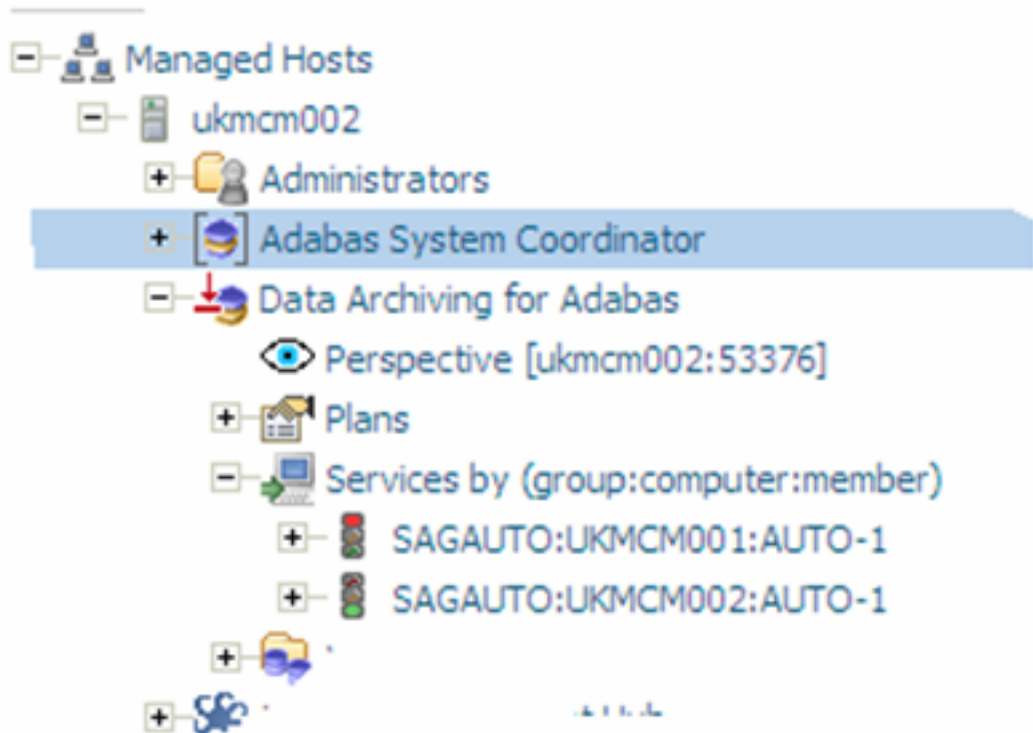 Managed Hosts
ukmcm002
Administrators
Adabas System Coordinator
Data Archiving for Adabas
Perspective [ukmcm002:53376]
Plans
Services by (group:computer:member)
SAGAUTO:UKMCM001:AUTO-1
SAGAUTO:UKMCM002:AUTO-1